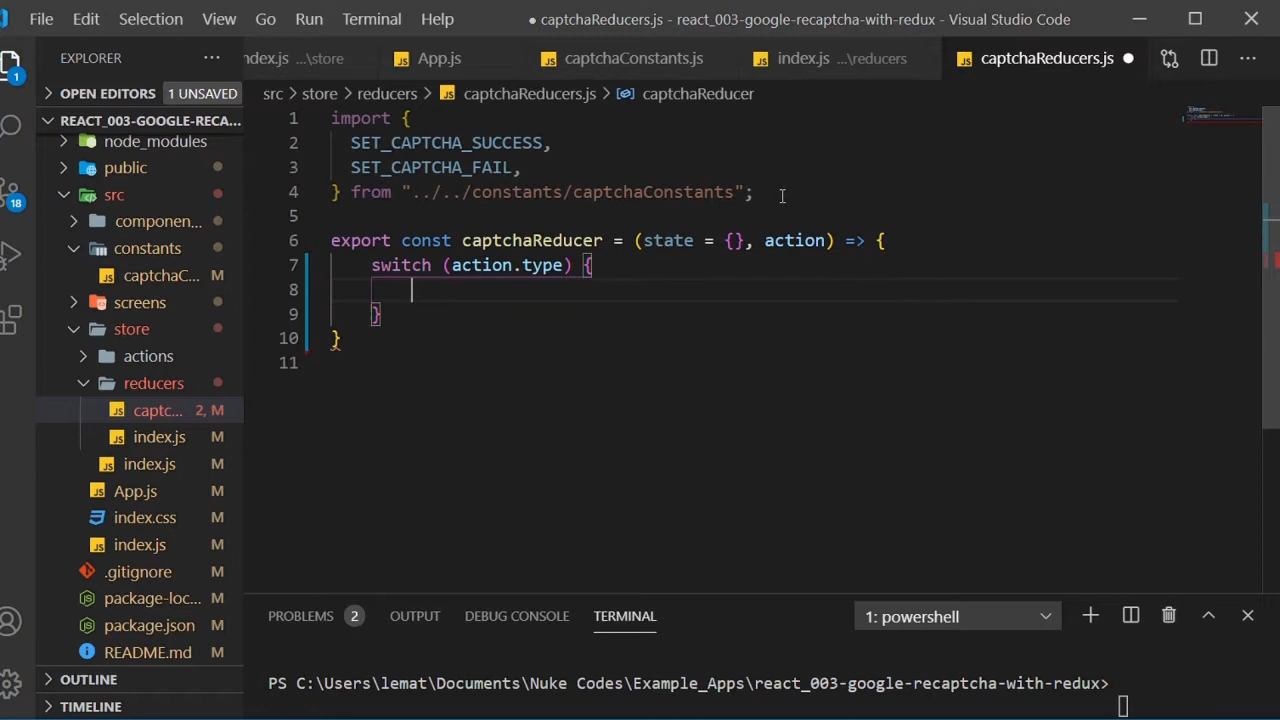 File Edit Selection View Go Run Terminal Help ● captchaReducers.js - react_003-google-recaptcha-with-redux - Visual Studio Code
EXPLORER ···
ndex.js ...\store
App.js
captchaConstants.js
index.js ...\reducers
captchaReducers.js
OPEN EDITORS 1 UNSAVED
src > store > reducers > JS captchaReducers.js > captchaReducer
REACT_003-GOOGLE-RECA...
node_modules
public
src
componen...
constants
captchaC... M
screens
store
actions
reducers
captc... 2, M
index.js M
index.js M
App.js M
index.css M
index.js M
.gitignore M
package-loc... M
package.json M
README.md M
OUTLINE
TIMELINE
1
18
1 import {
2 SET_CAPTCHA_SUCCESS,
3 SET_CAPTCHA_FAIL,
4 } from "../../constants/captchaConstants";
5
6 export const captchaReducer = (state = {}, action) => {
7 switch (action.type) {
8
9 }
10 }
11
PROBLEMS 2 OUTPUT DEBUG CONSOLE TERMINAL 1: powershell
PS C:\Users\lemat\Documents\Nuke Codes\Example_Apps\react_003-google-recaptcha-with-redux>